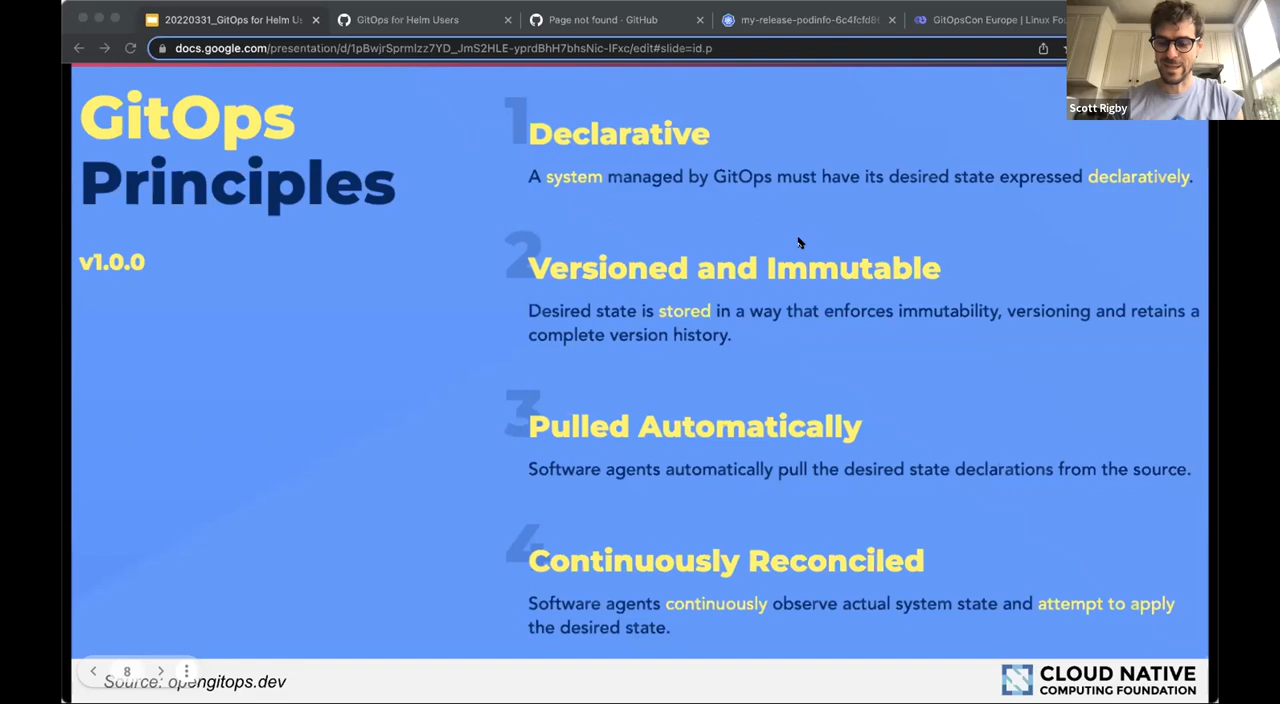 20220331_GitOps for Helm Us
GitOps for Helm Users
Page not found · GitHub
my-release-podinfo-6c4fcfd8
GitOpsCon Europe | Linux Fou
docs.google.com/presentation/d/1pBwjrSprmlzz7YD_JmS2HLE-yprdBhH7bhsNic-IFxc/edit#slide=id.p
Scott Rigby
GitOps
Principles
v1.0.0
1
Declarative
A system managed by GitOps must have its desired state expressed declaratively.
2
Versioned and Immutable
Desired state is stored in a way that enforces immutability, versioning and retains a
complete version history.
3
Pulled Automatically
Software agents automatically pull the desired state declarations from the source.
4
Continuously Reconciled
Software agents continuously observe actual system state and attempt to apply
the desired state.
8
Source: opengitops.dev
CLOUD NATIVE
COMPUTING FOUNDATION